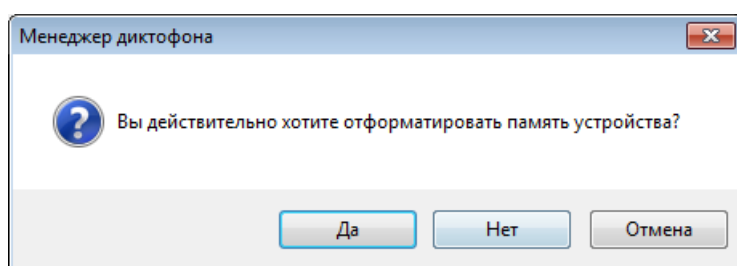 Менеджер диктофона
Вы действительно хотите отформатировать память устройства?
Да Нет Отмена